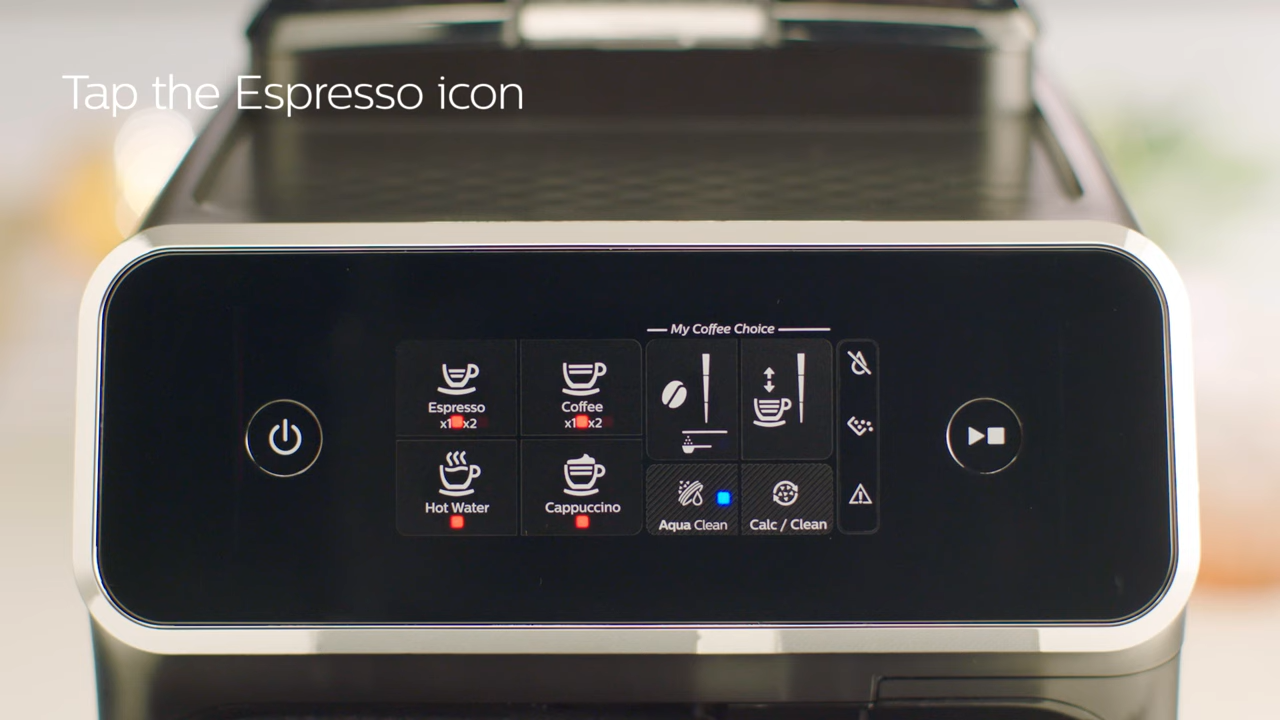 Tap the Espresso icon
My Coffee Choice
Espresso
x1 x2
Coffee
x1 x2
Hot Water
Cappuccino
Aqua Clean
Calc / Clean